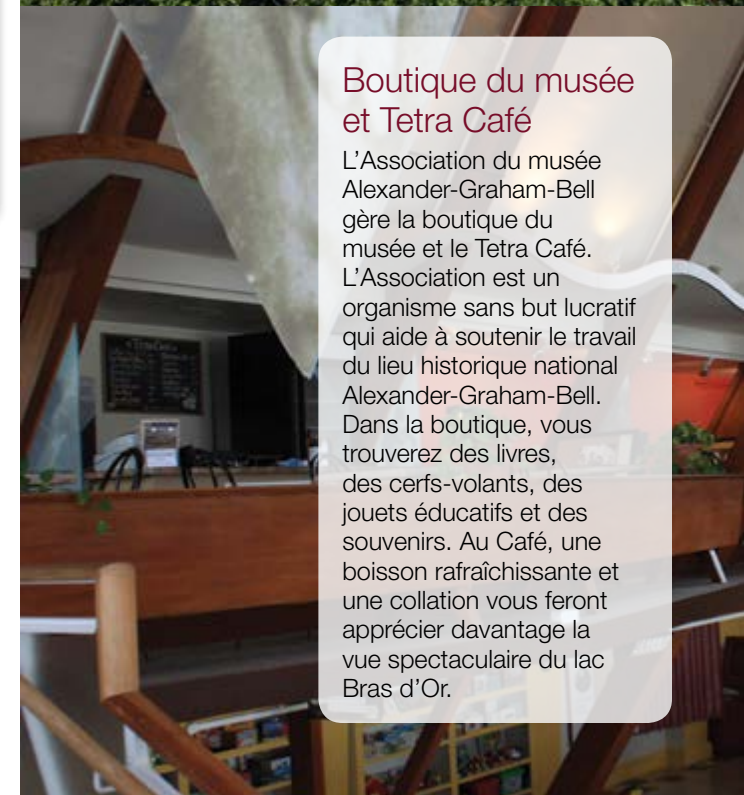 Boutique du musée
et Tetra Café
L’Association du musée
Alexander-Graham-Bell
gère la boutique du
musée et le Tetra Café.
L’Association est un
organisme sans but lucratif
qui aide à soutenir le travail
du lieu historique national
Alexander-Graham-Bell.
Dans la boutique, vous
trouverez des livres,
des cerfs-volants, des
jouets éducatifs et des
souvenirs. Au Café, une
boisson rafraîchissante et
une collation vous feront
apprécier davantage la
vue spectaculaire du lac
Bras d’Or.